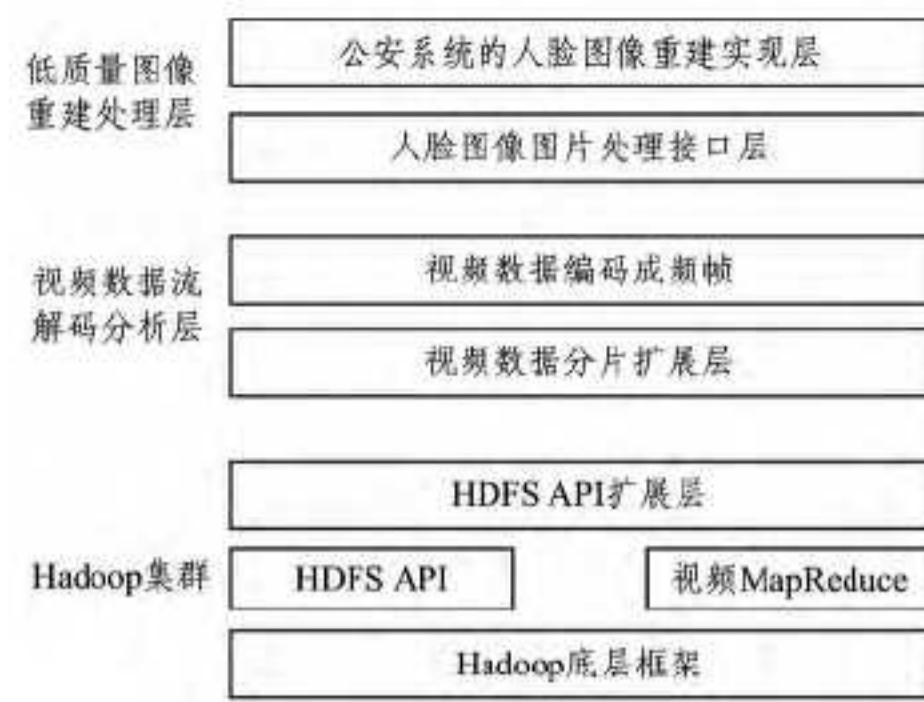 低质量图像
重建处理层
公安系统的人脸图像重建实现层
人脸图像图片处理接口层
视频数据流
解码分析层
视频数据编码成频帧
视频数据分片扩展层
Hadoop集群
HDFS API扩展层
HDFS API
视频MapReduce
Hadoop底层框架